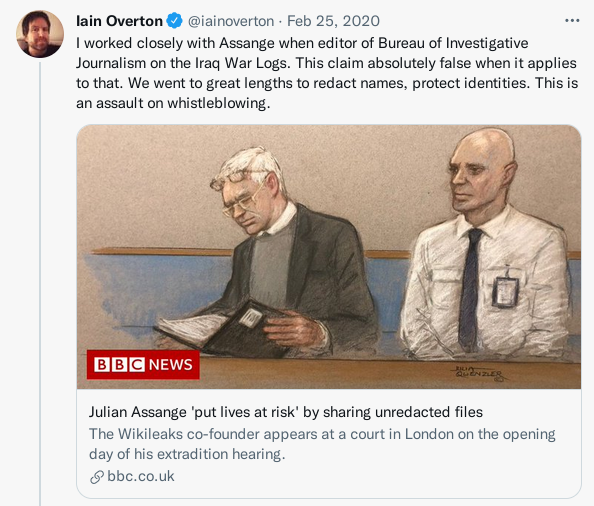 Iain Overton @iainoverton · Feb 25, 2020
I worked closely with Assange when editor of Bureau of Investigative
Journalism on the Iraq War Logs. This claim absolutely false when it applies
to that. We went to great lengths to redact names, protect identities. This is
an assault on whistleblowing.
JULIA
QUENZLER
BBC NEWS
Julian Assange 'put lives at risk' by sharing unredacted files
The Wikileaks co-founder appears at a court in London on the opening
day of his extradition hearing.
bbc.co.uk